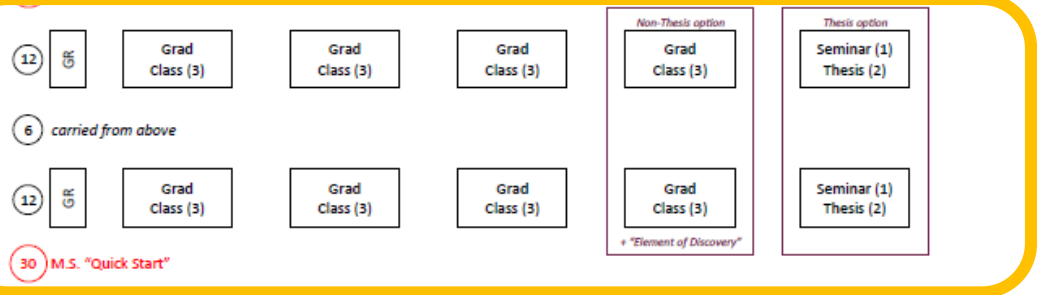 Non-Thesis option
Thesis option
12
GR
Grad
Class (3)
Grad
Class (3)
Grad
Class (3)
Grad
Class (3)
Seminar (1)
Thesis (2)
6 carried from above
12
GR
Grad
Class (3)
Grad
Class (3)
Grad
Class (3)
Grad
Class (3)
Seminar (1)
Thesis (2)
+ "Element of Discovery"
30 M.S. "Quick Start"